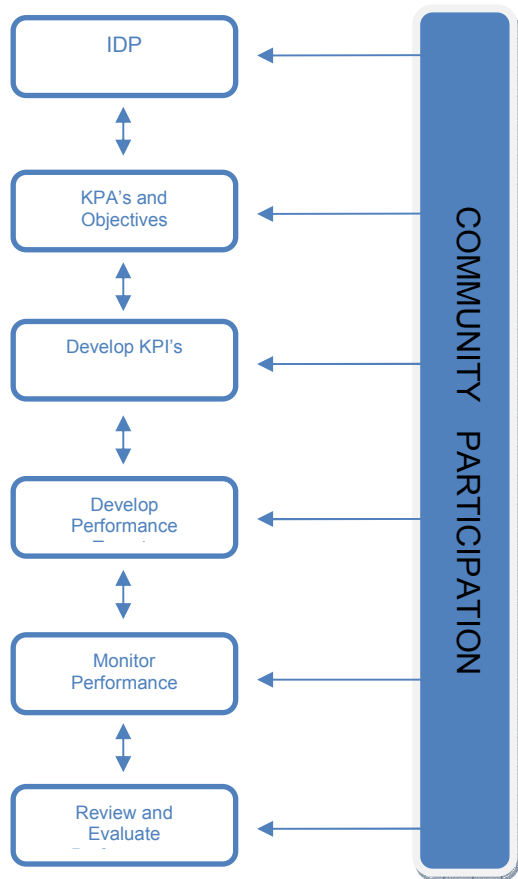 IDP
KPA’s and
Objectives
Develop KPI’s
Develop
Performance
Monitor
Performance
Review and
Evaluate
COMMUNITY PARTICIPATION